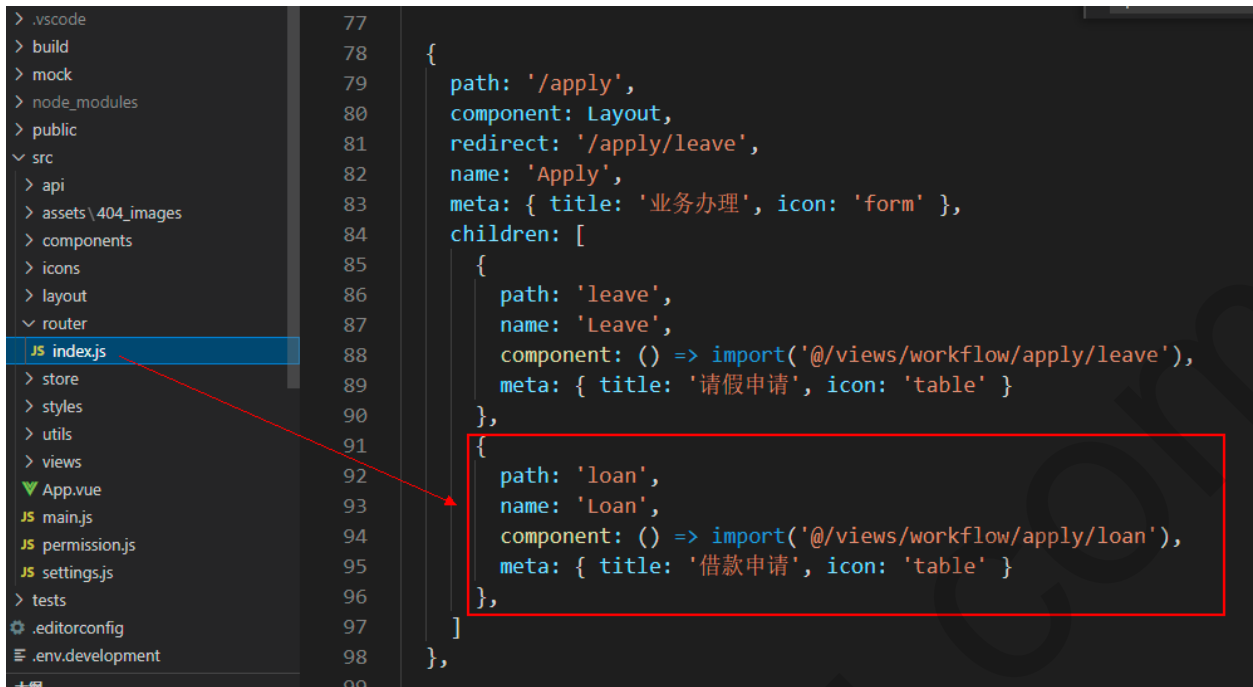 > .vscode
> build
> mock
> node_modules
> public
src
> api
> assets\404_images
> components
> icons
> layout
router
JS index.js
> store
> styles
> utils
> views
App.vue
JS main.js
JS permission.js
JS settings.js
> tests
.editorconfig
.env.development
77
78 {
79 path: '/apply',
80 component: Layout,
81 redirect: '/apply/leave',
82 name: 'Apply',
83 meta: { title: '业务办理', icon: 'form' },
84 children: [
85 {
86 path: 'leave',
87 name: 'Leave',
88 component: () => import('@/views/workflow/apply/leave'),
89 meta: { title: '请假申请', icon: 'table' }
90 },
91 {
92 path: 'loan',
93 name: 'Loan',
94 component: () => import('@/views/workflow/apply/loan'),
95 meta: { title: '借款申请', icon: 'table' }
96 },
97 ]
98 },
com